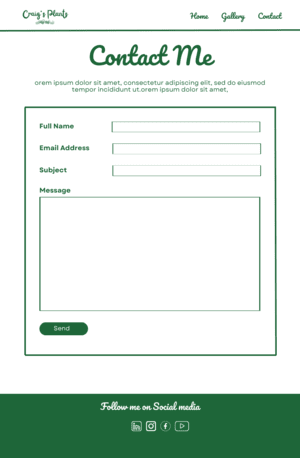 Craig's Plants
Home Gallery Contact
Contact Me
orem ipsum dolor sit amet, consectetur adipiscing elit, sed do eiusmod
tempor incididunt ut.orem ipsum dolor sit amet,
Full Name
Email Address
Subject
Message
Send
Follow me on Social media
in
f